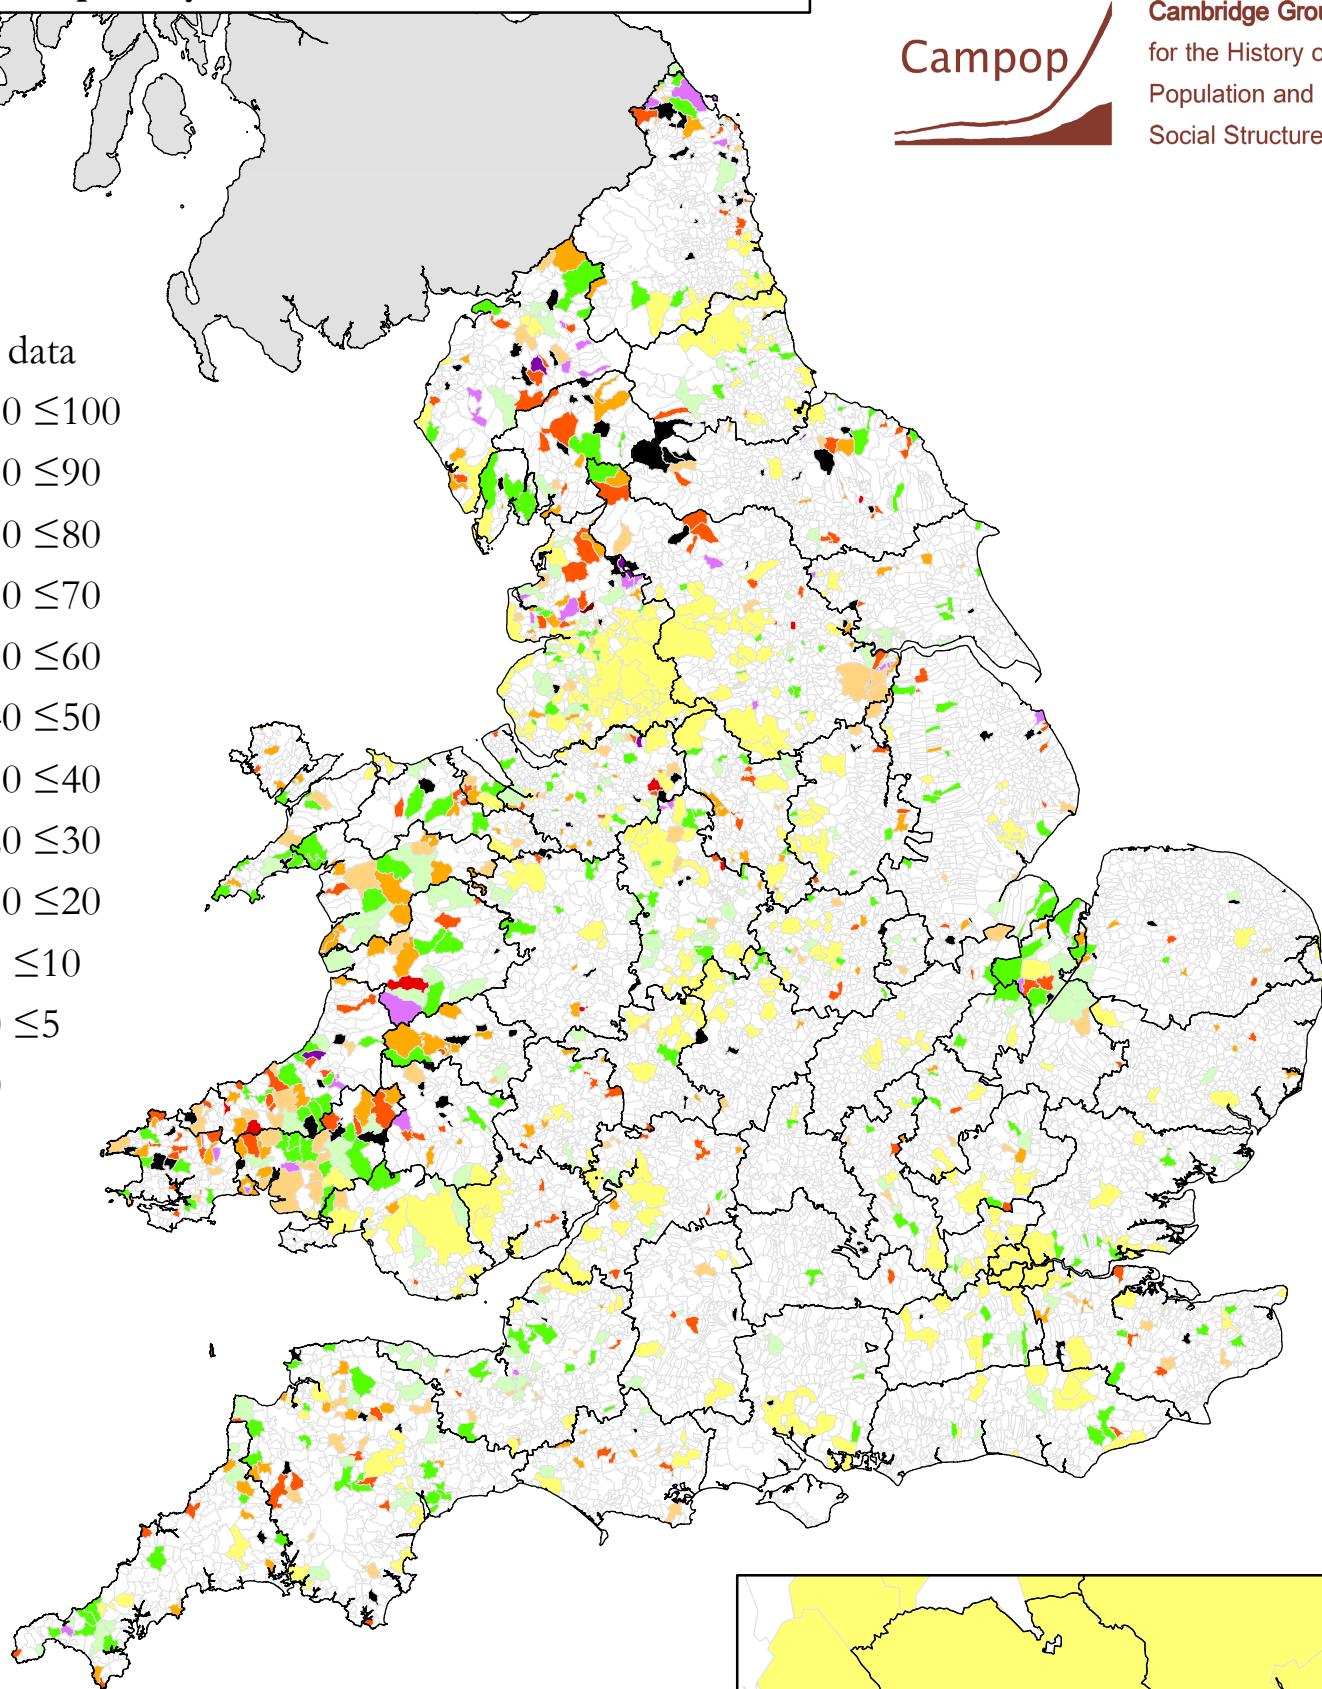 Campop
Cambridge Grou
for the History o
Population and
Social Structure
data
0 ≤100
0 ≤90
0 ≤80
0 ≤70
0 ≤60
0 ≤50
0 ≤40
0 ≤30
0 ≤20
≤10
≤5